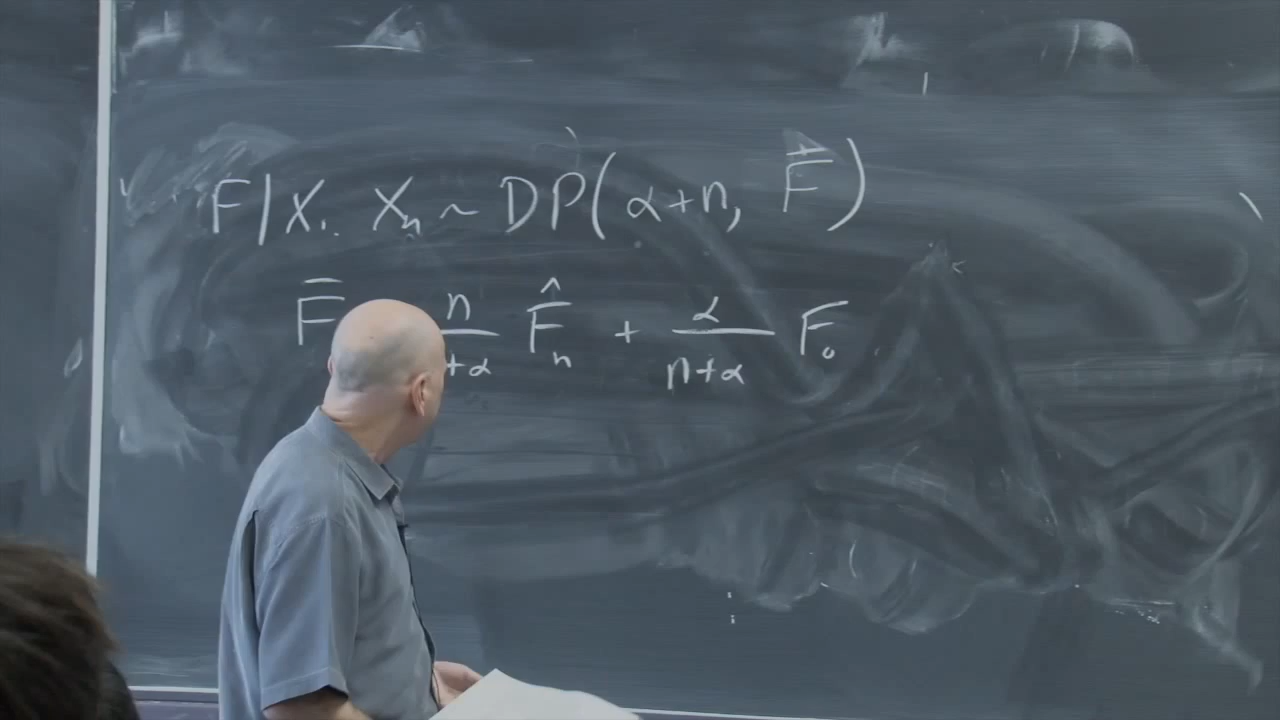 F | X₁ Xₙ ~ DP(α+n, F̄)
F̄ n/+α F̂ₙ + α/n+α F₀